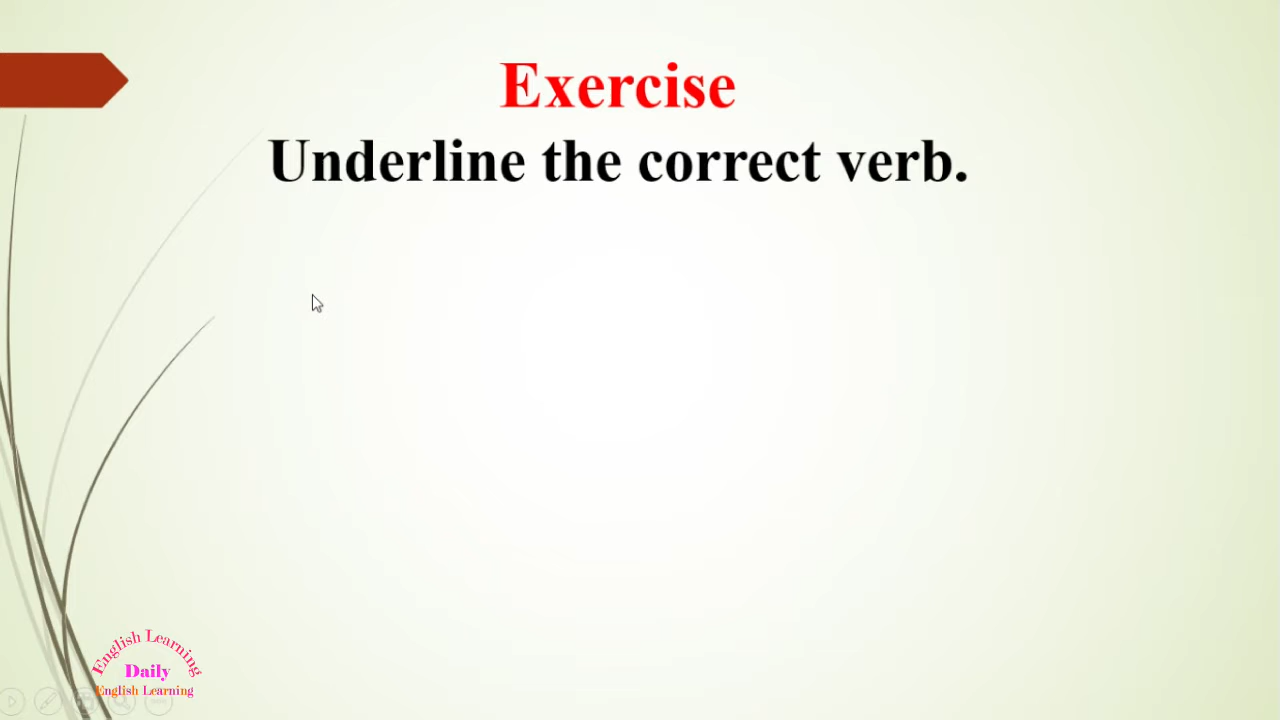 Exercise
Underline the correct verb.
English Learning
Daily
English Learning